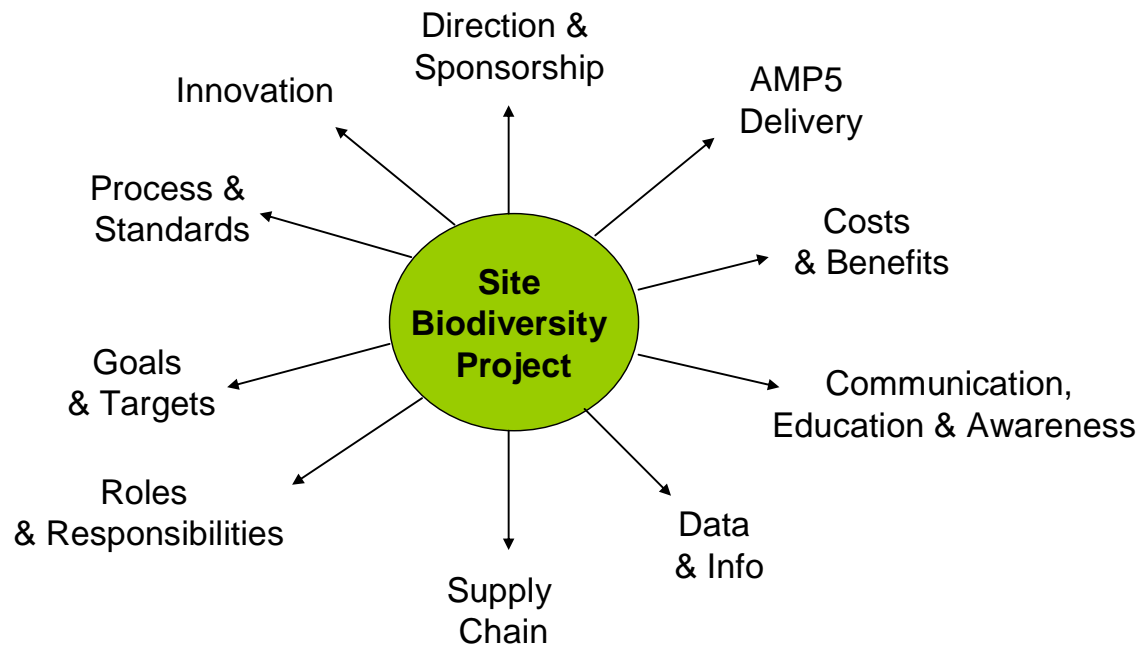 Direction &
Sponsorship
AMP5
Delivery
Costs
& Benefits
Communication,
Education & Awareness
Data
& Info
Supply
Chain
Roles
& Responsibilities
Goals
& Targets
Process &
Standards
Innovation
Site
Biodiversity
Project